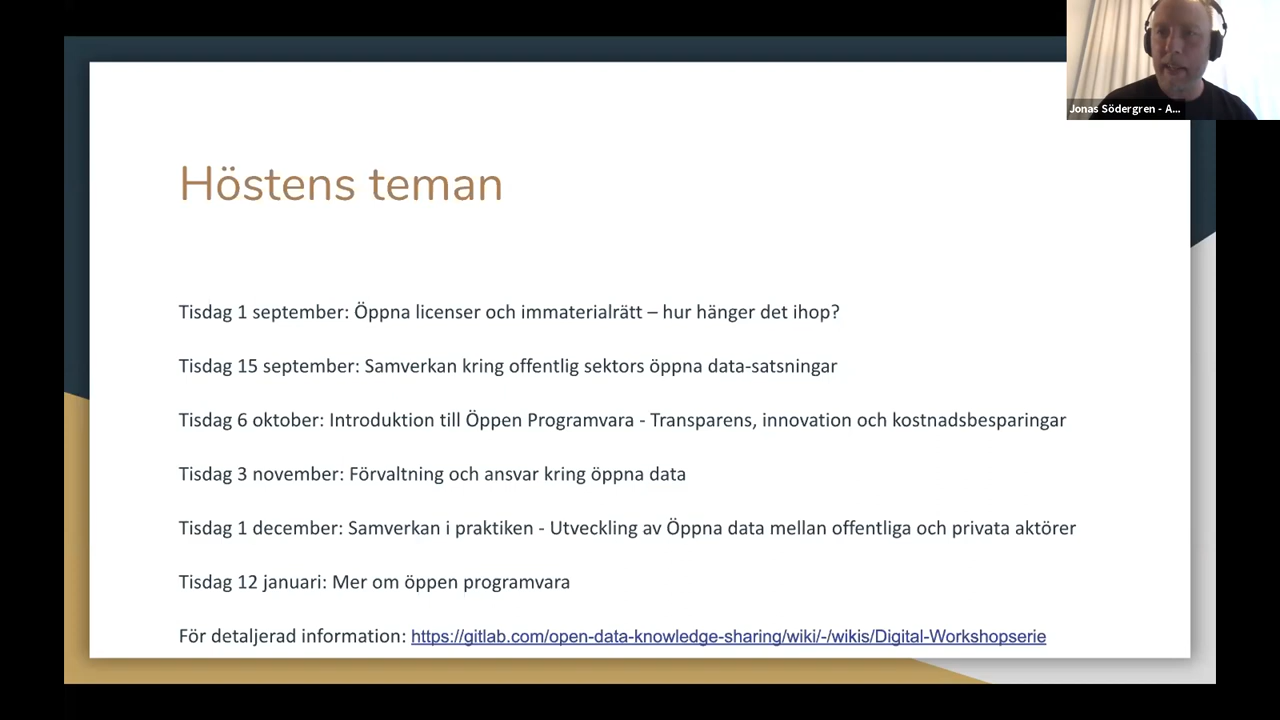 Jonas Södergren - A...
Höstens teman
Tisdag 1 september: Öppna licenser och immaterialrätt – hur hänger det ihop?
Tisdag 15 september: Samverkan kring offentlig sektors öppna data-satsningar
Tisdag 6 oktober: Introduktion till Öppen Programvara - Transparens, innovation och kostnadsbesparingar
Tisdag 3 november: Förvaltning och ansvar kring öppna data
Tisdag 1 december: Samverkan i praktiken - Utveckling av Öppna data mellan offentliga och privata aktörer
Tisdag 12 januari: Mer om öppen programvara
För detaljerad information: https://gitlab.com/open-data-knowledge-sharing/wiki/-/wikis/Digital-Workshopserie